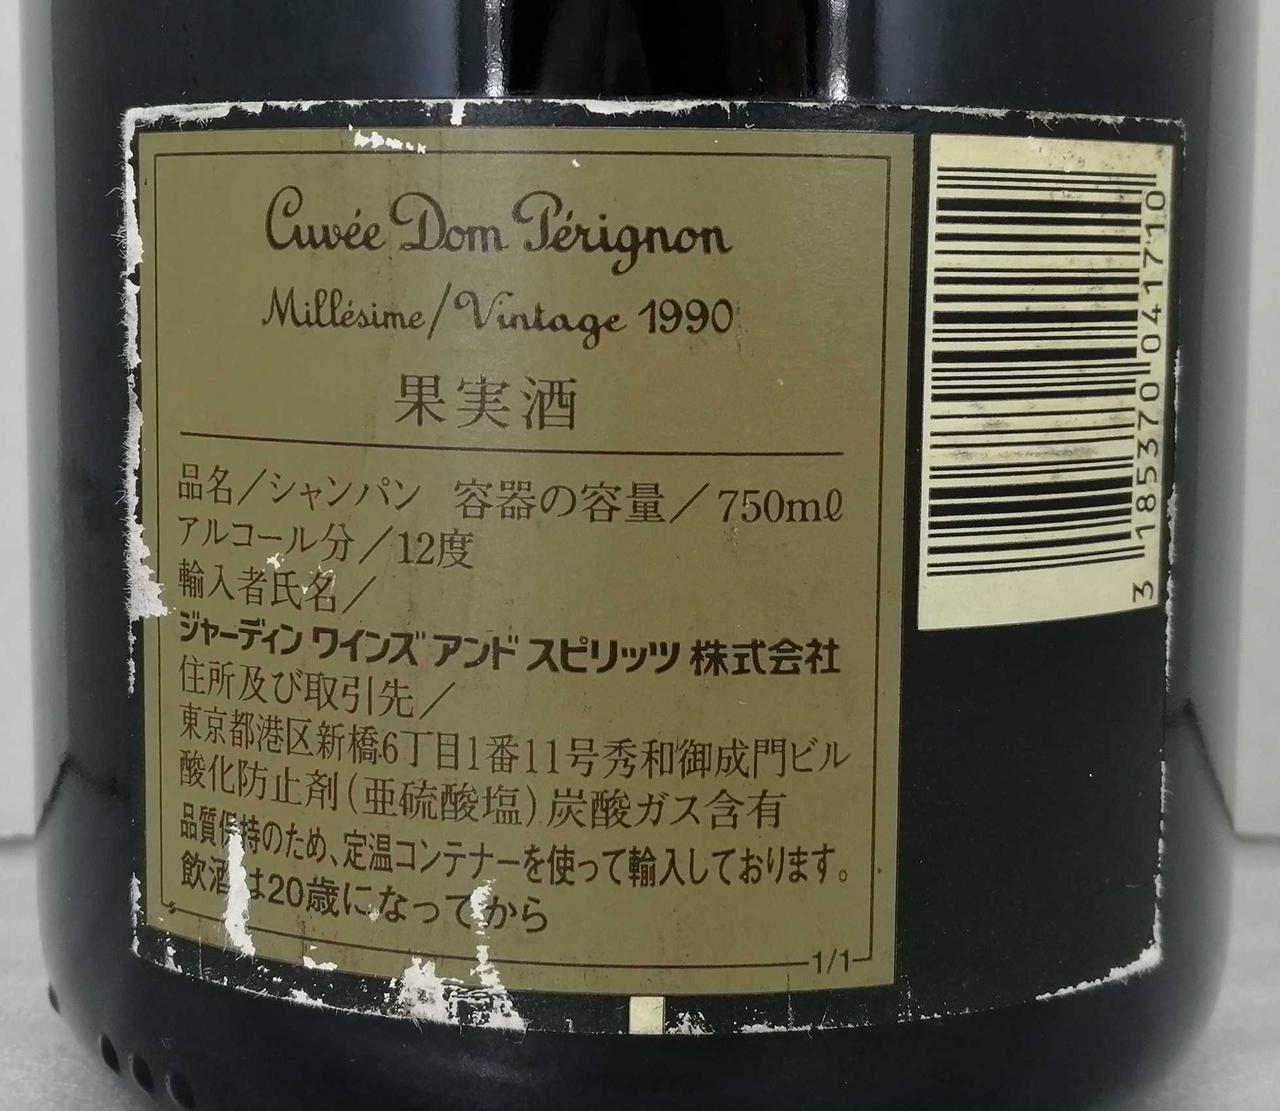 Cuvée Dom Pérignon
Millésime/Vintage 1990
果実酒
品名/シャンパン 容器の容量/750mℓ
アルコール分/12度
輸入者氏名/
ジャーディン ワインズ アンド スピリッツ 株式会社
住所及び取引先/
東京都港区新橋6丁目1番11号秀和御成門ビル
酸化防止剤(亜硫酸塩)炭酸ガス含有
品質保持のため、定温コンテナーを使って輸入しております。
飲酒は20歳になってから
1/1
3 185370 041710